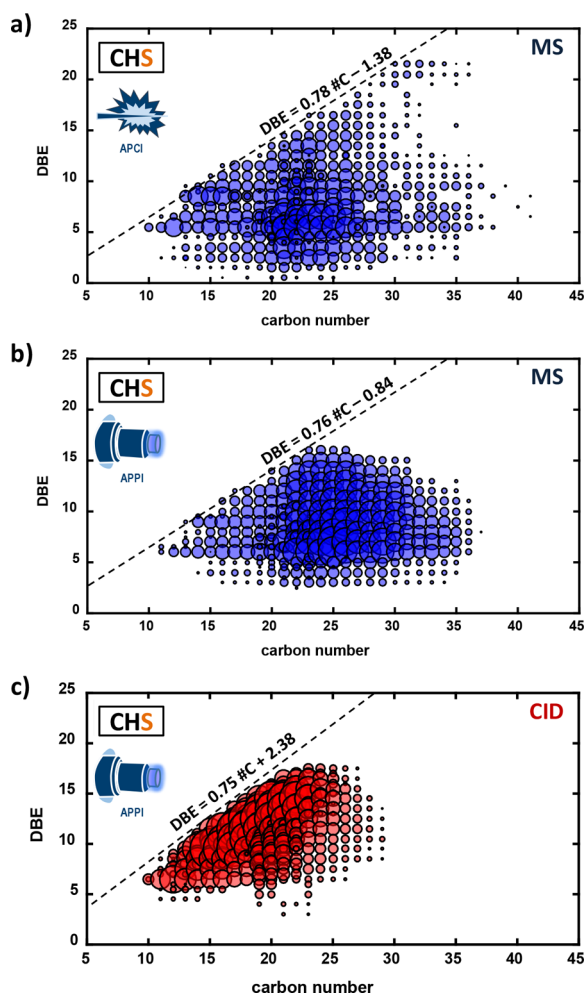 a)
CHS
MS
APCI
DBE = 0.78 #C – 1.38
DBE
25
20
15
10
5
0
5 10 15 20 25 30 35 40 45
carbon number
b)
CHS
MS
APPI
DBE = 0.76 #C – 0.84
DBE
25
20
15
10
5
0
5 10 15 20 25 30 35 40 45
carbon number
c)
CHS
CID
APPI
DBE = 0.75 #C + 2.38
DBE
25
20
15
10
5
0
5 10 15 20 25 30 35 40 45
carbon number